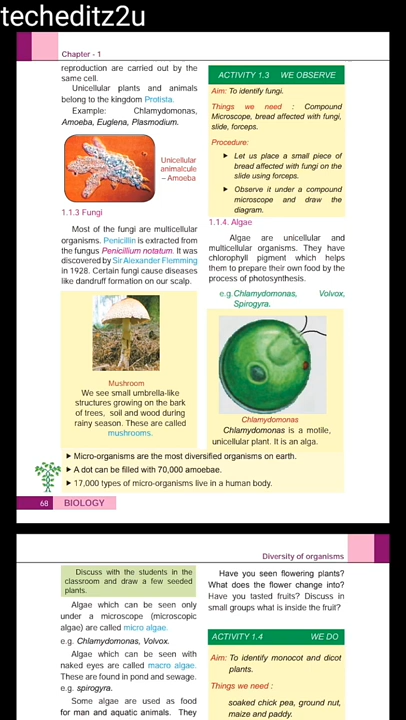 techeditz2u
Chapter - 1
reproduction are carried out by the
same cell.
Unicellular plants and animals
belong to the kingdom Protista.
Example: Chlamydomonas,
Amoeba, Euglena, Plasmodium.
Unicellular
animalcule
– Amoeba
1.1.3 Fungi
Most of the fungi are multicellular
organisms. Penicillin is extracted from
the fungus Penicillium notatum. It was
discovered by Sir Alexander Flemming
in 1928. Certain fungi cause diseases
like dandruff formation on our scalp.
Mushroom
We see small umbrella-like
structures growing on the bark
of trees, soil and wood during
rainy season. These are called
mushrooms.
ACTIVITY 1.3 WE OBSERVE
Aim: To identify fungi.
Things we need : Compound
Microscope, bread affected with fungi,
slide, forceps.
Procedure:
► Let us place a small piece of
bread affected with fungi on the
slide using forceps.
► Observe it under a compound
microscope and draw the
diagram.
1.1.4. Algae
Algae are unicellular and
multicellular organisms. They have
chlorophyll pigment which helps
them to prepare their own food by the
process of photosynthesis.
e.g. Chlamydomonas, Volvox,
Spirogyra.
Chlamydomonas
Chlamydomonas is a motile,
unicellular plant. It is an alga.
► Micro-organisms are the most diversified organisms on earth.
► A dot can be filled with 70,000 amoebae.
► 17,000 types of micro-organisms live in a human body.
68 BIOLOGY
Diversity of organisms
Discuss with the students in the
classroom and draw a few seeded
plants.
Algae which can be seen only
under a microscope (microscopic
algae) are called micro algae.
e.g. Chlamydomonas, Volvox.
Algae which can be seen with
naked eyes are called macro algae.
These are found in pond and sewage.
e.g. spirogyra.
Some algae are used as food
for man and aquatic animals. They
Have you seen flowering plants?
What does the flower change into?
Have you tasted fruits? Discuss in
small groups what is inside the fruit?
ACTIVITY 1.4 WE DO
Aim: To identify monocot and dicot
plants.
Things we need :
soaked chick pea, ground nut,
maize and paddy.